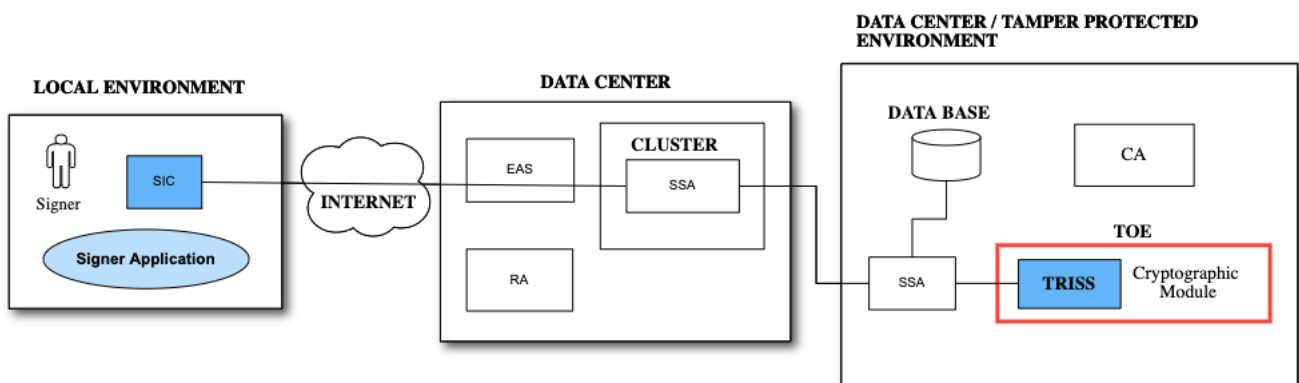 DATA CENTER / TAMPER PROTECTED
ENVIRONMENT
LOCAL ENVIRONMENT
DATA CENTER
DATA BASE
CLUSTER
CA
SIC
EAS
SSA
Signer
INTERNET
TOE
Signer Application
RA
SSA
TRISS
Cryptographic
Module